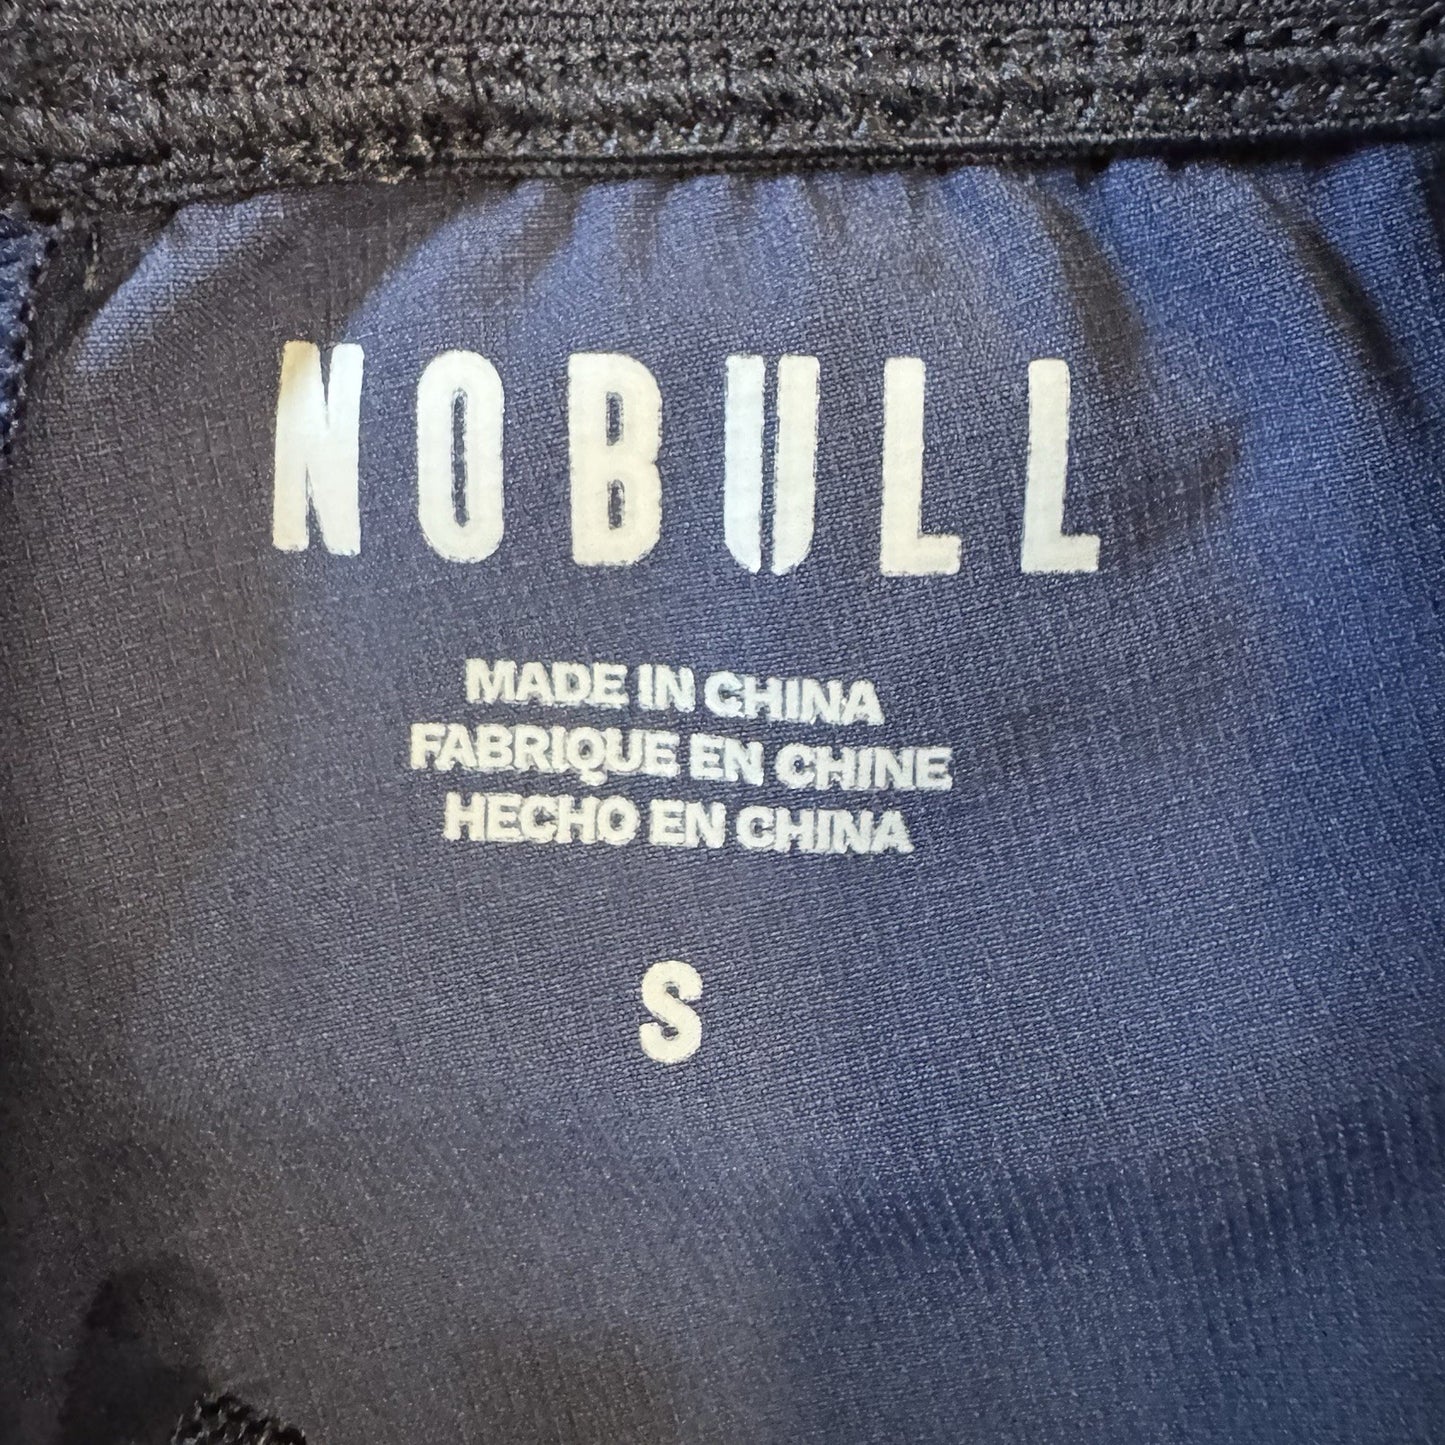 NOBULL
MADE IN CHINA
FABRIQUE EN CHINE
HECHO EN CHINA
S